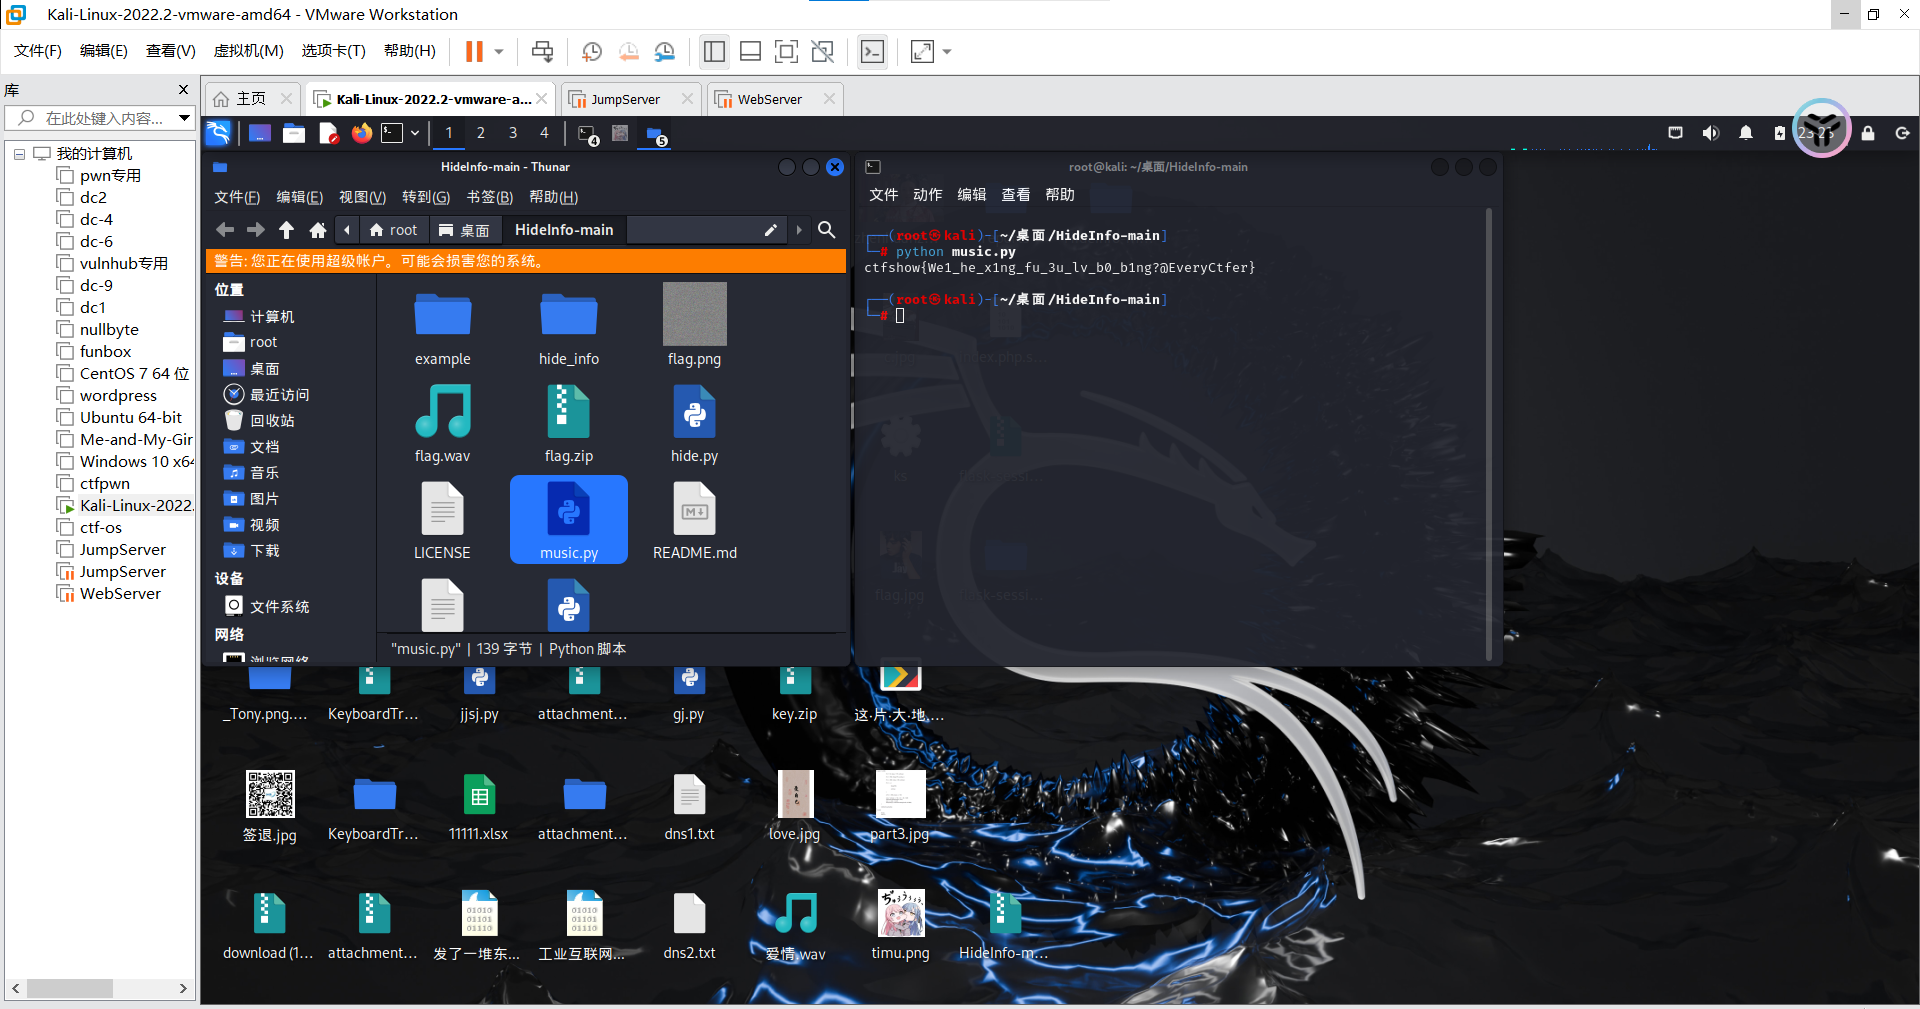 Kali-Linux-2022.2-vmware-amd64 - VMware Workstation
文件(F) 编辑(E) 查看(V) 虚拟机(M) 选项卡(T) 帮助(H)
库
在此处键入内容...
我的计算机
pwn专用
dc2
dc-4
dc-6
vulnhub专用
dc-9
dc1
nullbyte
funbox
CentOS 7 64 位
wordpress
Ubuntu 64-bit
Me-and-My-Gir
Windows 10 x64
ctfpwn
Kali-Linux-2022.
ctf-os
JumpServer
JumpServer
WebServer
主页 Kali-Linux-2022.2-vmware-a... JumpServer WebServer
1 2 3 4 4 5
HideInfo-main - Thunar
文件(F) 编辑(E) 视图(V) 转到(G) 书签(B) 帮助(H)
root 桌面 HideInfo-main
警告: 您正在使用超级帐户。可能会损害您的系统。
位置
计算机
root
桌面
最近访问
回收站
文档
音乐
图片
视频
下载
设备
文件系统
网络
浏览网络
example hide_info flag.png
flag.wav flag.zip hide.py
LICENSE music.py README.md
"music.py" | 139 字节 | Python 脚本
root@kali: ~/桌面/HideInfo-main
文件 动作 编辑 查看 帮助
┌──(root㉿kali)-[~/桌面/HideInfo-main]
└─# python music.py
ctfshow{We1_he_x1ng_fu_3u_lv_b0_b1ng?@EveryCtfer}
┌──(root㉿kali)-[~/桌面/HideInfo-main]
└─#
ks
flag.jpg
_Tony.png.... KeyboardTr... jjsj.py attachment... gj.py key.zip 这·片·大·地,...
签退.jpg KeyboardTr... 11111.xlsx attachment... dns1.txt love.jpg part3.jpg
download (1... attachment... 发了一堆东... 工业互联网... dns2.txt 爱情.wav timu.png HideInfo-m...